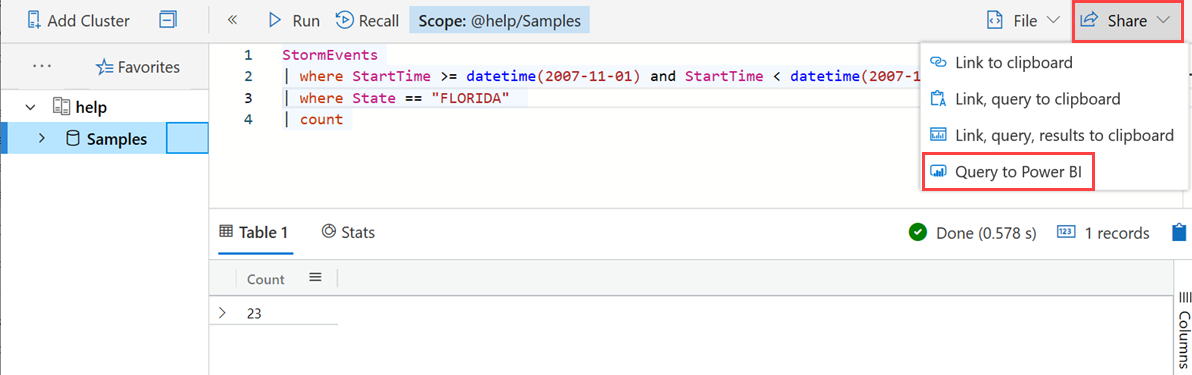 Add Cluster
Run
Recall
Scope: @help/Samples
File
Share
...
Favorites
help
Samples
1 StormEvents
2 | where StartTime >= datetime(2007-11-01) and StartTime < datetime(2007-1
3 | where State == "FLORIDA"
4 | count
Link to clipboard
Link, query to clipboard
Link, query, results to clipboard
Query to Power BI
Table 1
Stats
Done (0.578 s)
123
1 records
Count
23
Columns